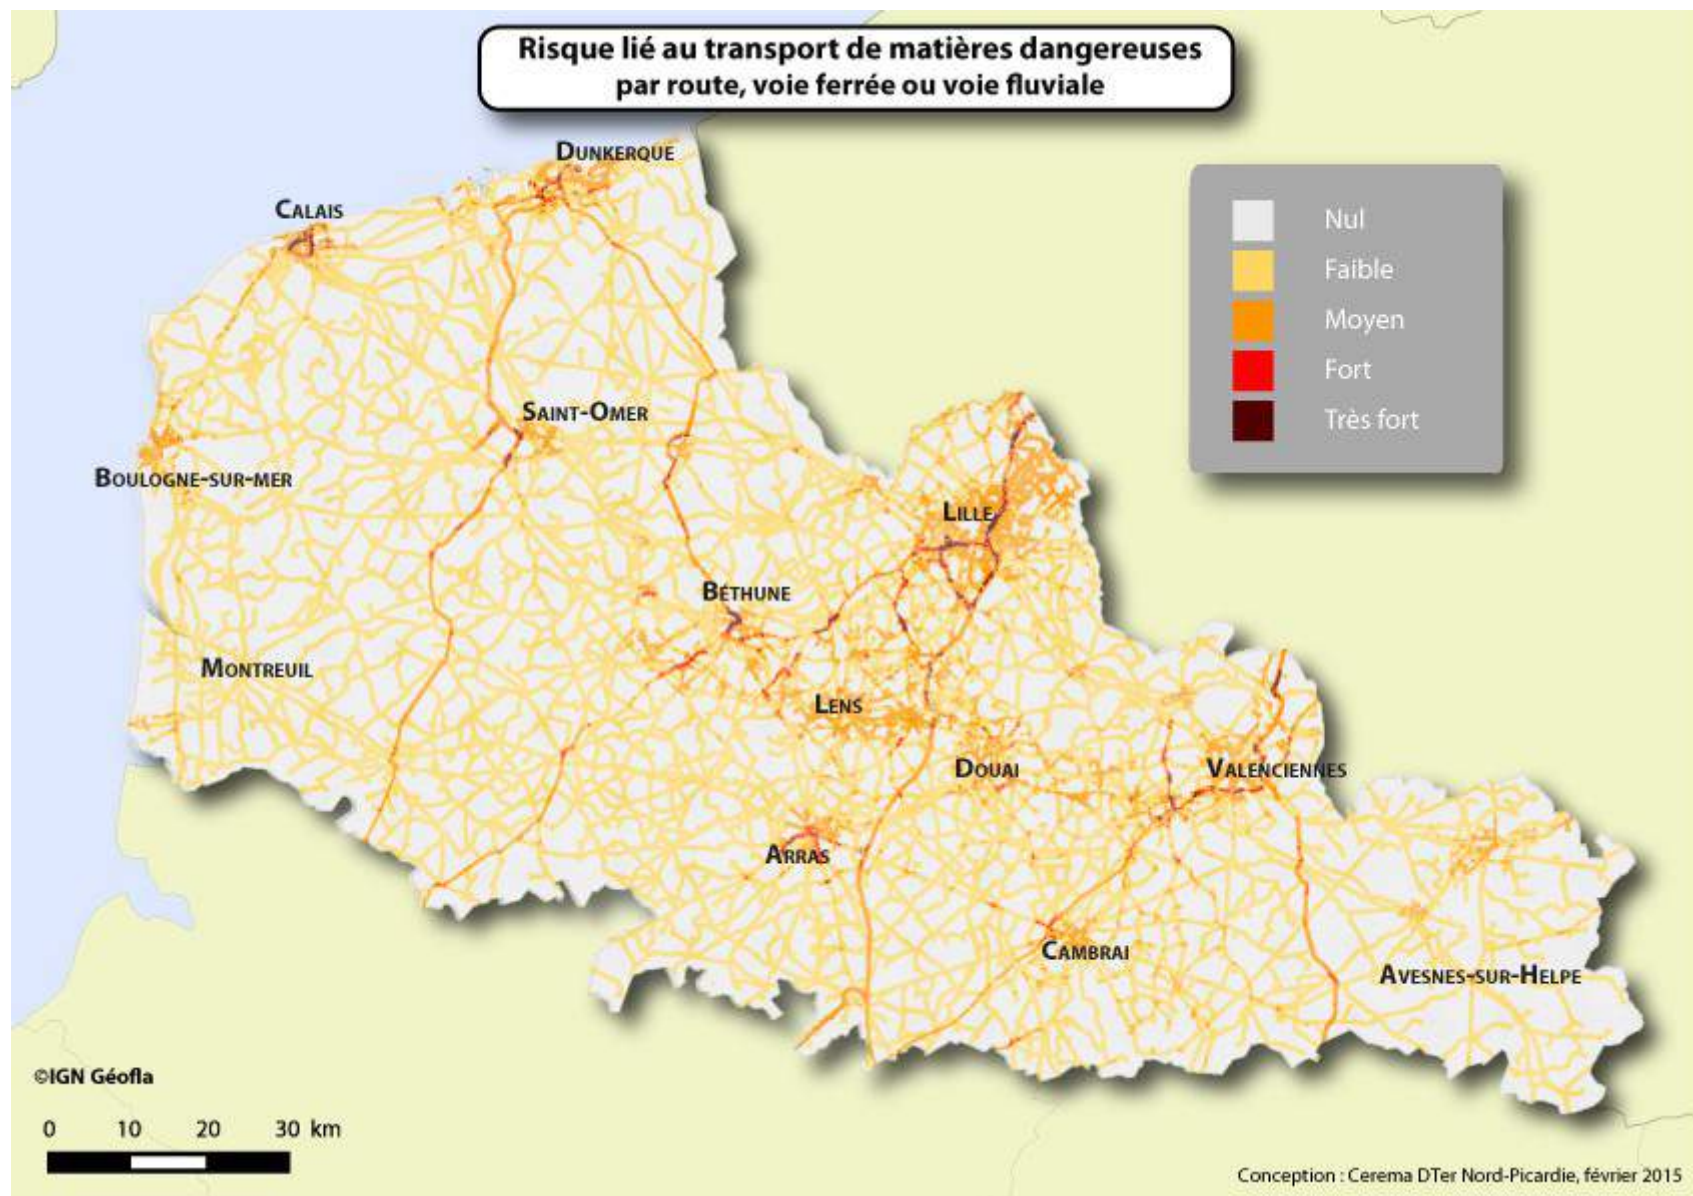 Risque lié au transport de matières dangereuses
par route, voie ferrée ou voie fluviale
DUNKERQUE
CALAIS
Nul
Faible
Moyen
Fort
Très fort
SAINT-OMER
BOULOGNE-SUR-MER
LILLE
BÉTHUNE
MONTREUIL
LENS
DOUAI
VALENCIENNES
ARRAS
CAMBRAI
AVESNES-SUR-HELPE
©IGN Géofla
0 10 20 30 km
Conception : Cerema DTer Nord-Picardie, février 2015